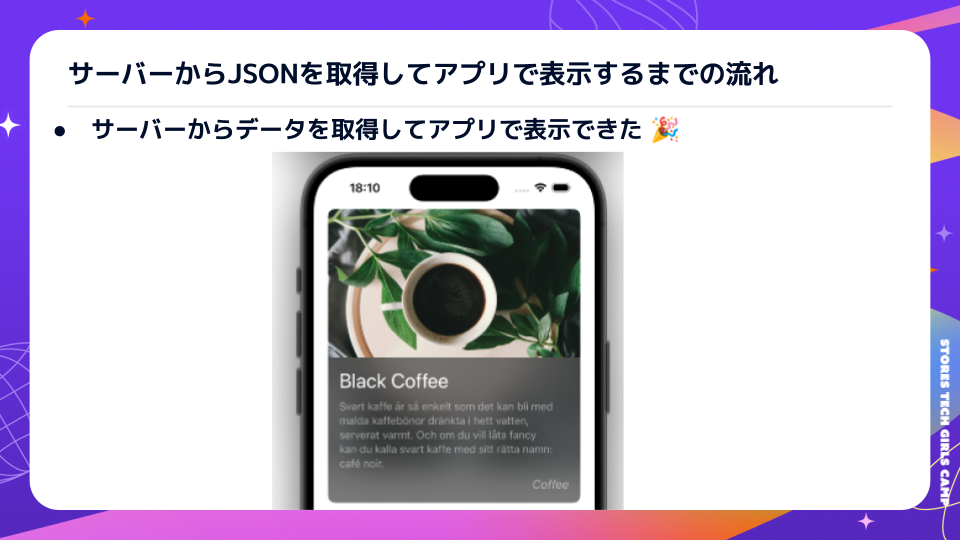 サーバーからJSONを取得してアプリで表示するまでの流れ
● サーバーからデータを取得してアプリで表示できた 🎉
18:10
Black Coffee
Svart kaffe är så enkelt som det kan bli med
malda kaffebönor dränkta i hett vatten,
serverat varmt. Och om du vill låta fancy
kan du kalla svart kaffe med sitt rätta namn:
café noir.
Coffee
STORES TECH GIRLS CAMP